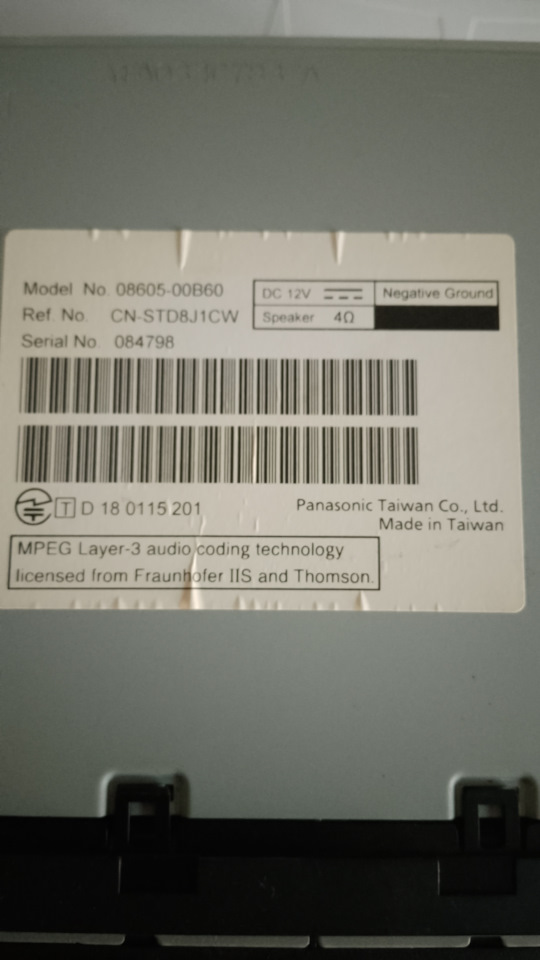 Model No. 08605-00B60
Ref. No. CN-STD8J1CW
Serial No. 084798
DC 12V Negative Ground
Speaker 4Ω
T D 18 0115 201
Panasonic Taiwan Co., Ltd.
Made in Taiwan
MPEG Layer-3 audio coding technology
licensed from Fraunhofer IIS and Thomson.